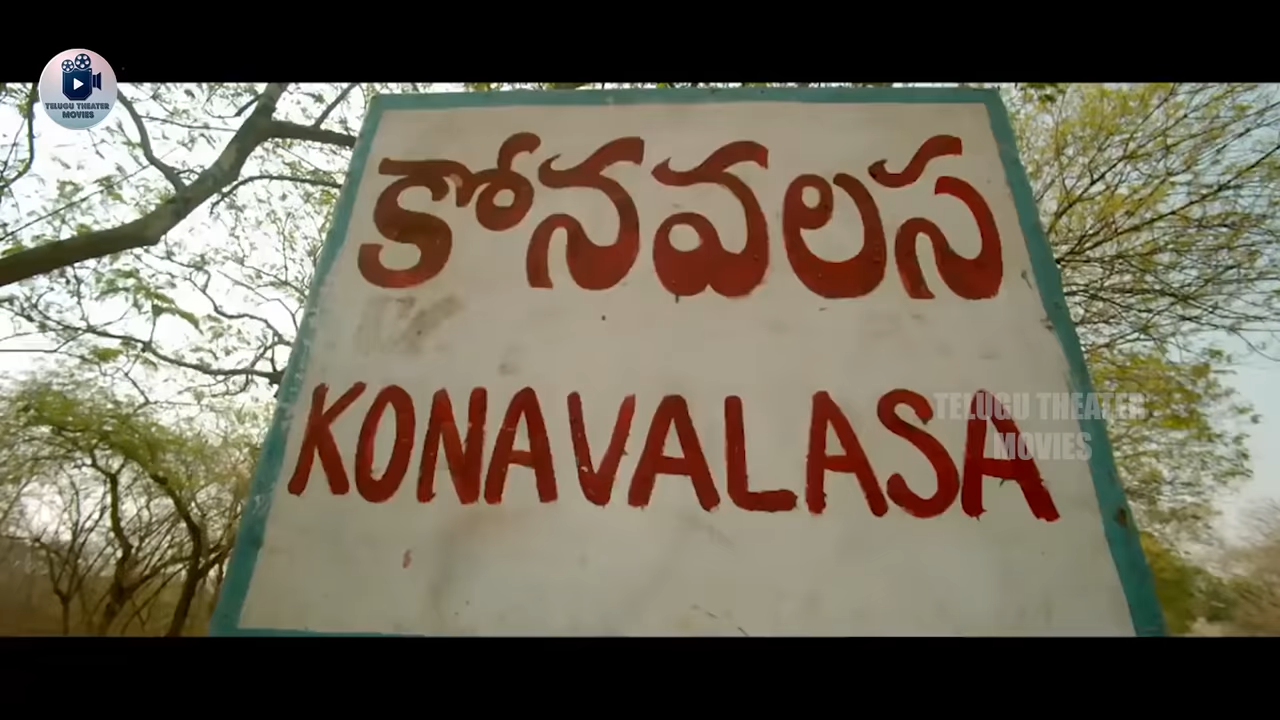 TELUGU THEATER
MOVIES
కోనవలస
KONAVALASA
TELUGU THEATER
MOVIES